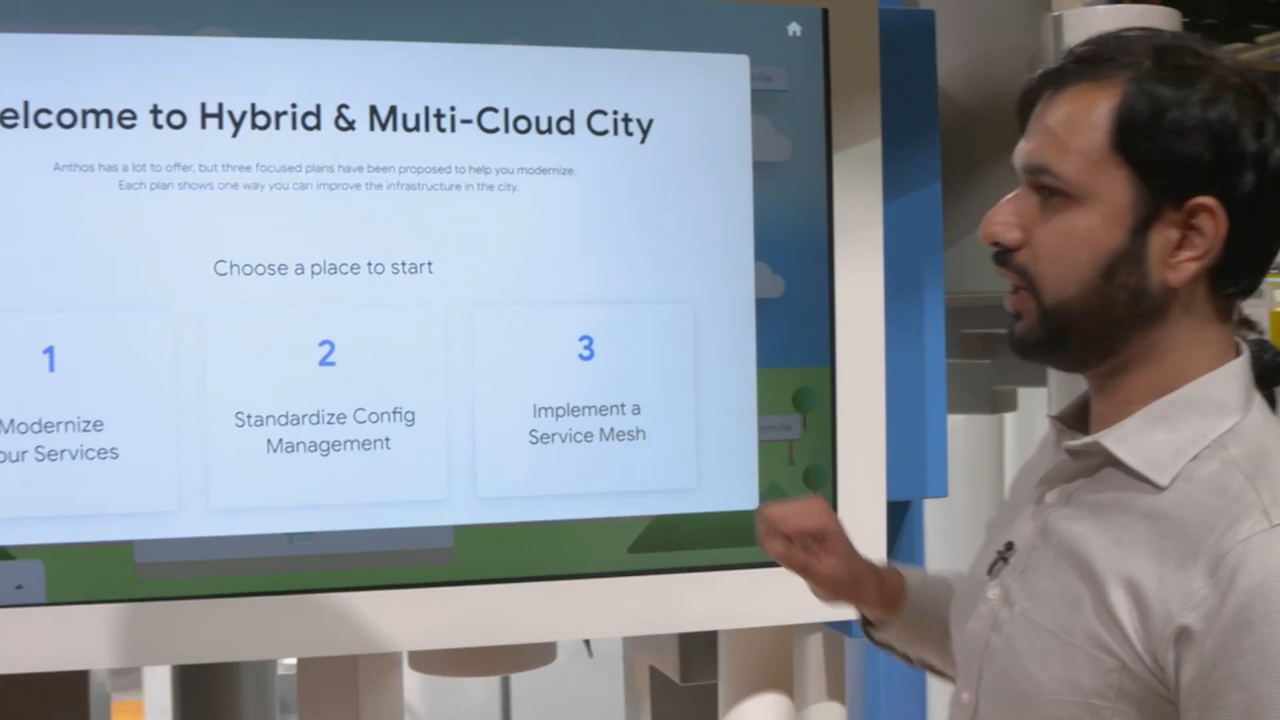 elcome to Hybrid & Multi-Cloud City
Anthos has a lot to offer, but three focused plans have been proposed to help you modernize.
Each plan shows one way you can improve the infrastructure in the city.
Choose a place to start
1
Modernize
our Services
2
Standardize Config
Management
3
Implement a
Service Mesh